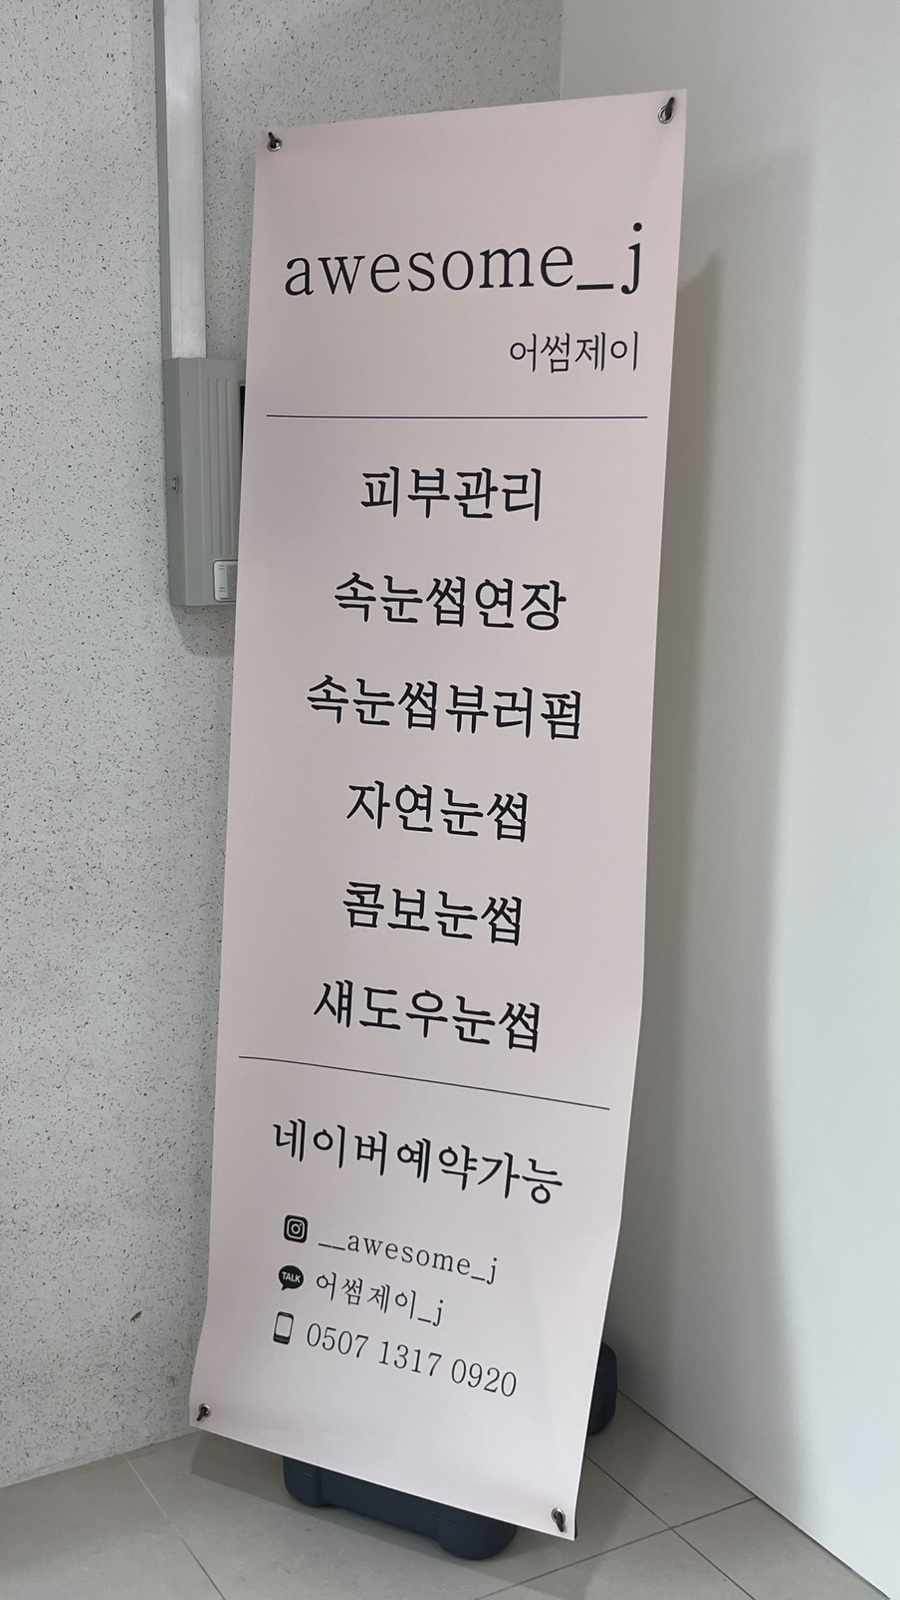 awesome_j
어썸제이
피부관리
속눈썹연장
속눈썹뷰러펌
자연눈썹
콤보눈썹
섀도우눈썹
네이버예약가능
__awesome_j
TALK 어썸제이_j
0507 1317 0920